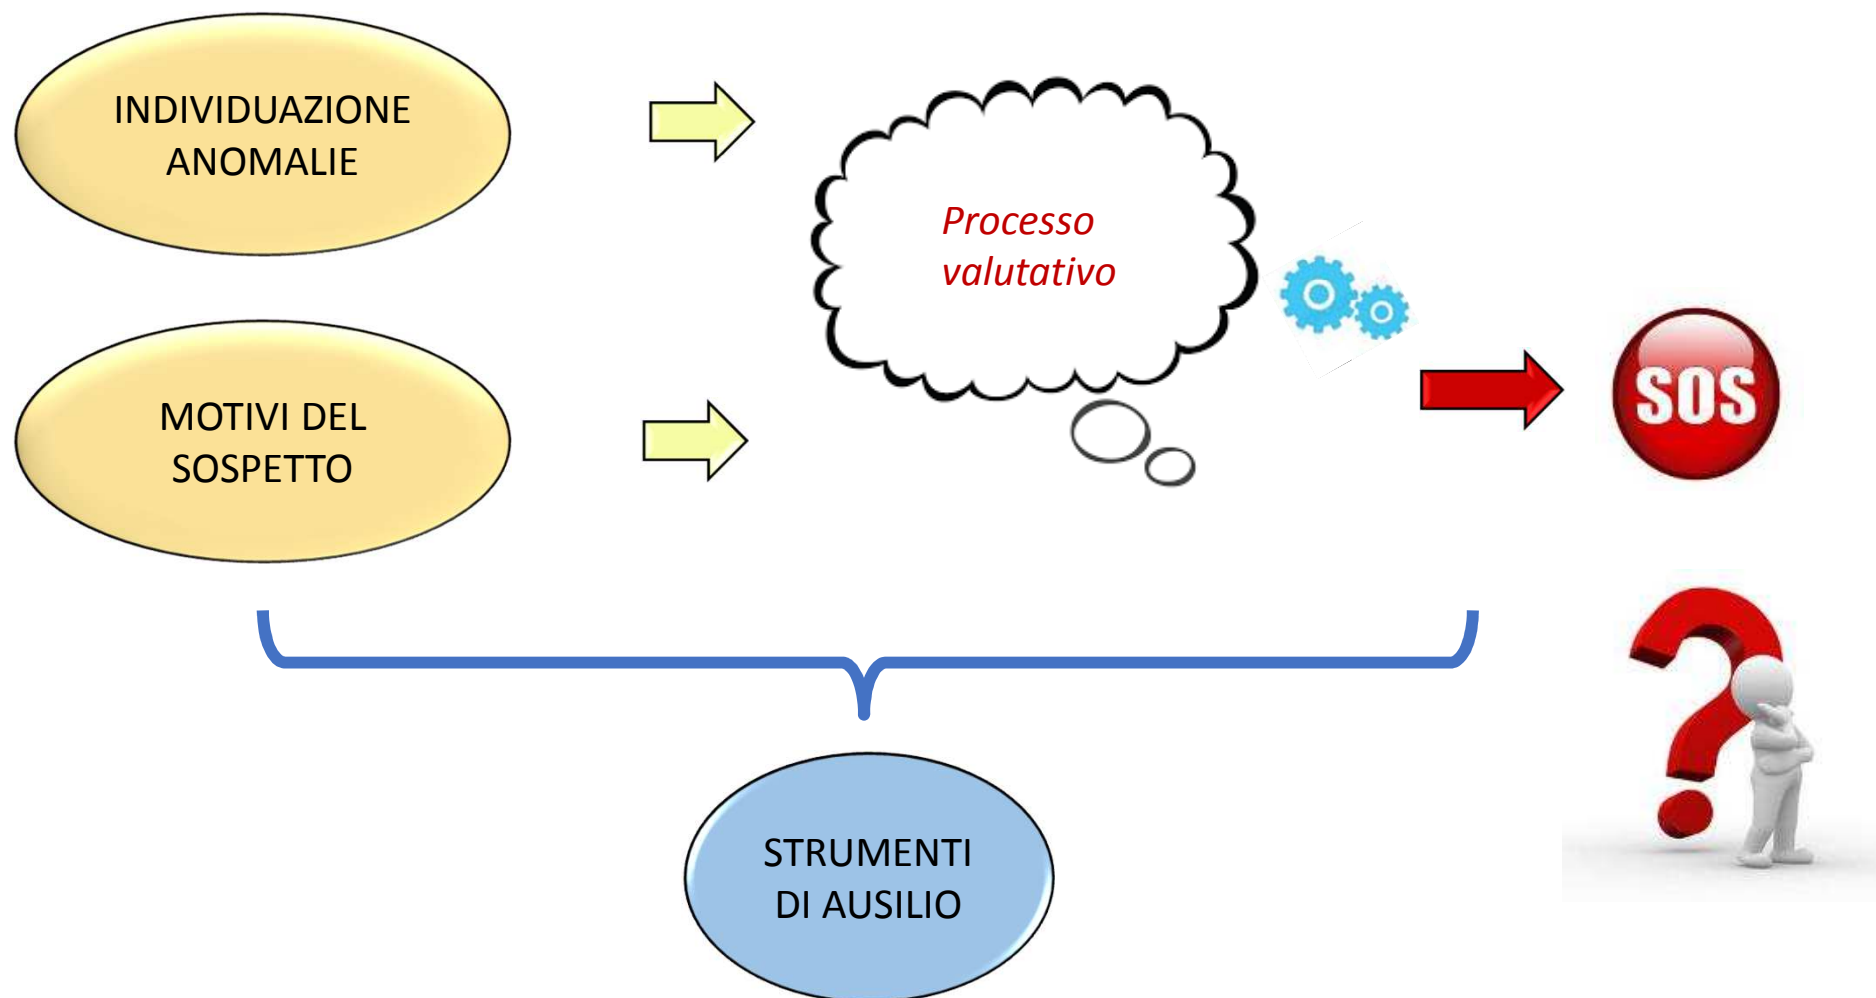 INDIVIDUAZIONE
ANOMALIE
Processo
valutativo
MOTIVI DEL
SOSPETTO
SOS
STRUMENTI
DI AUSILIO